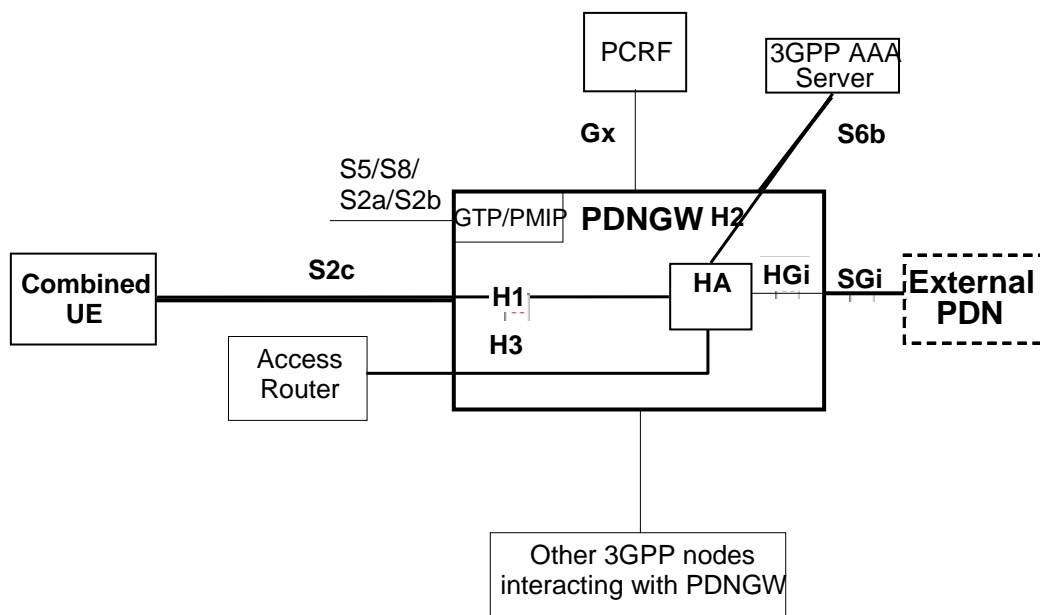 PCRF
3GPP AAA
Server
Gx
S6b
S5/S8/
S2a/S2b
GTP/PMIP
PDNGW H2
Combined
UE
S2c
H1
HA
HGi
SGi
External
PDN
H3
Access
Router
Other 3GPP nodes
interacting with PDNGW